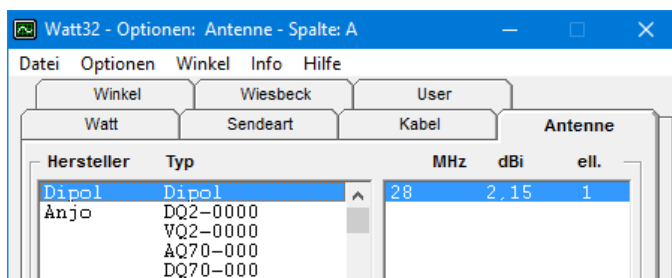 Watt32 - Optionen: Antenne - Spalte: A
Datei Optionen Winkel Info Hilfe
Winkel Wiesbeck User
Watt Sendeart Kabel Antenne
Hersteller Typ MHz dBi ell.
Dipol Dipol 28 2,15 1
Anjo DQ2-0000
VQ2-0000
AQ70-000
DQ70-000